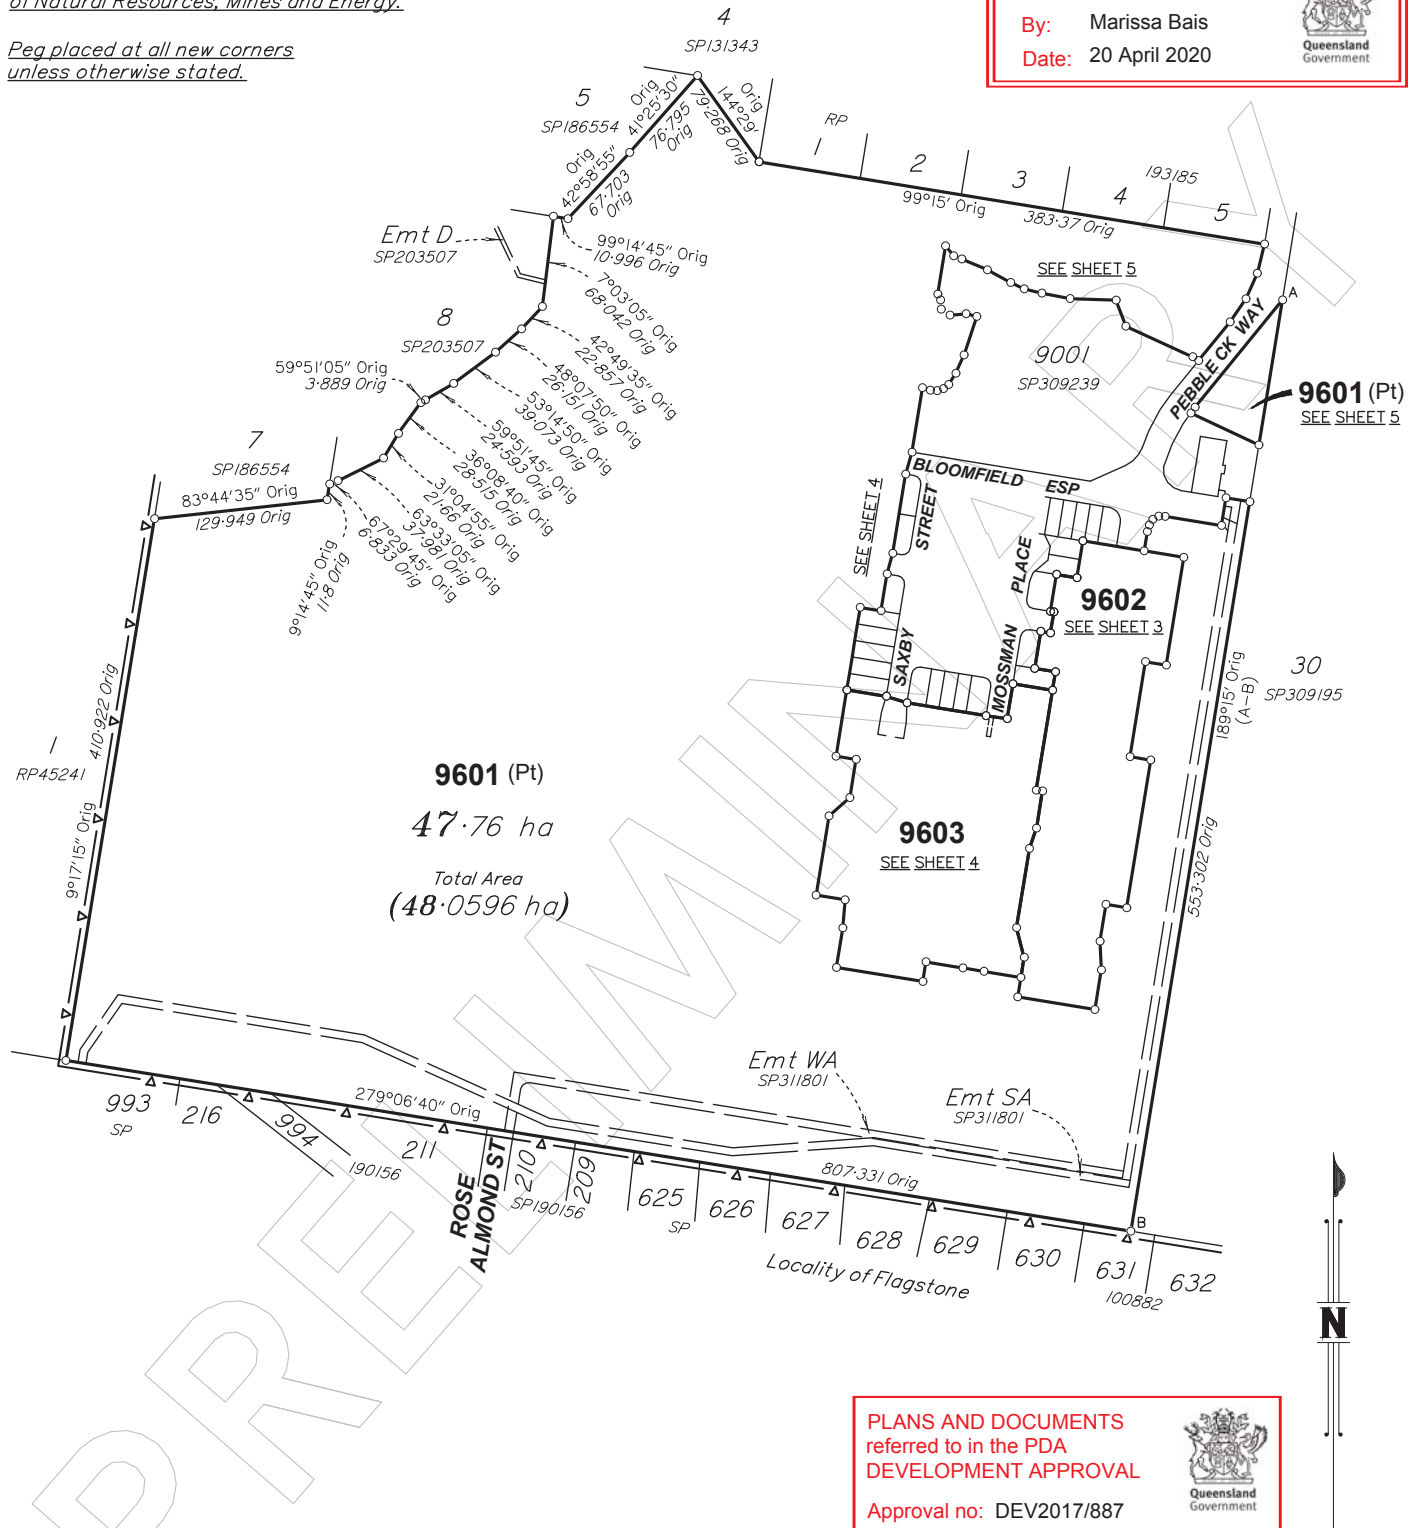 of Natural Resources, Mines and Energy.
Peg placed at all new corners
unless otherwise stated.
By: Marissa Bais
Date: 20 April 2020
Queensland
Government
4
SP131343
5
SP186554
Orig
41°25'30"
76·795
Orig
Orig
144°29'
79·268 Orig
Orig
42°58'55"
67·703
Orig
RP
1
2
3
4
5
193185
99°15' Orig
383·37 Orig
Emt D
SP203507
99°14'45" Orig
10·996 Orig
7°03'05" Orig
68·042 Orig
42°49'35" Orig
22·857 Orig
48°07'50" Orig
26·151 Orig
53°14'50" Orig
39·073 Orig
59°51'45" Orig
24·593 Orig
36°08'40" Orig
28·515 Orig
31°04'55" Orig
21·66 Orig
63°33'05" Orig
37·981 Orig
67°29'45" Orig
6·833 Orig
9°14'45" Orig
11·8 Orig
8
SP203507
59°51'05" Orig
3·889 Orig
7
SP186554
83°44'35" Orig
129·949 Orig
SEE SHEET 5
A
9001
SP309239
PEBBLE CK WAY
9601 (Pt)
SEE SHEET 5
BLOOMFIELD ESP
SEE SHEET 4
STREET
SAXBY
PLACE
MOSSMAN
9602
SEE SHEET 3
30
SP309195
189°15' Orig
(A-B)
553·302 Orig
1
RP45241
410·922 Orig
9°17'15" Orig
9601 (Pt)
47·76 ha
Total Area
(48·0596 ha)
9603
SEE SHEET 4
Emt WA
SP311801
Emt SA
SP311801
279°06'40" Orig
807·331 Orig
B
993
SP
216
994
190156
211
ROSE
ALMOND ST
210
SP190156
209
625
SP
626
627
628
629
630
631
100882
632
Locality of Flagstone
N
PRELIMINARY
PLANS AND DOCUMENTS
referred to in the PDA
DEVELOPMENT APPROVAL
Approval no: DEV2017/887
Queensland
Government